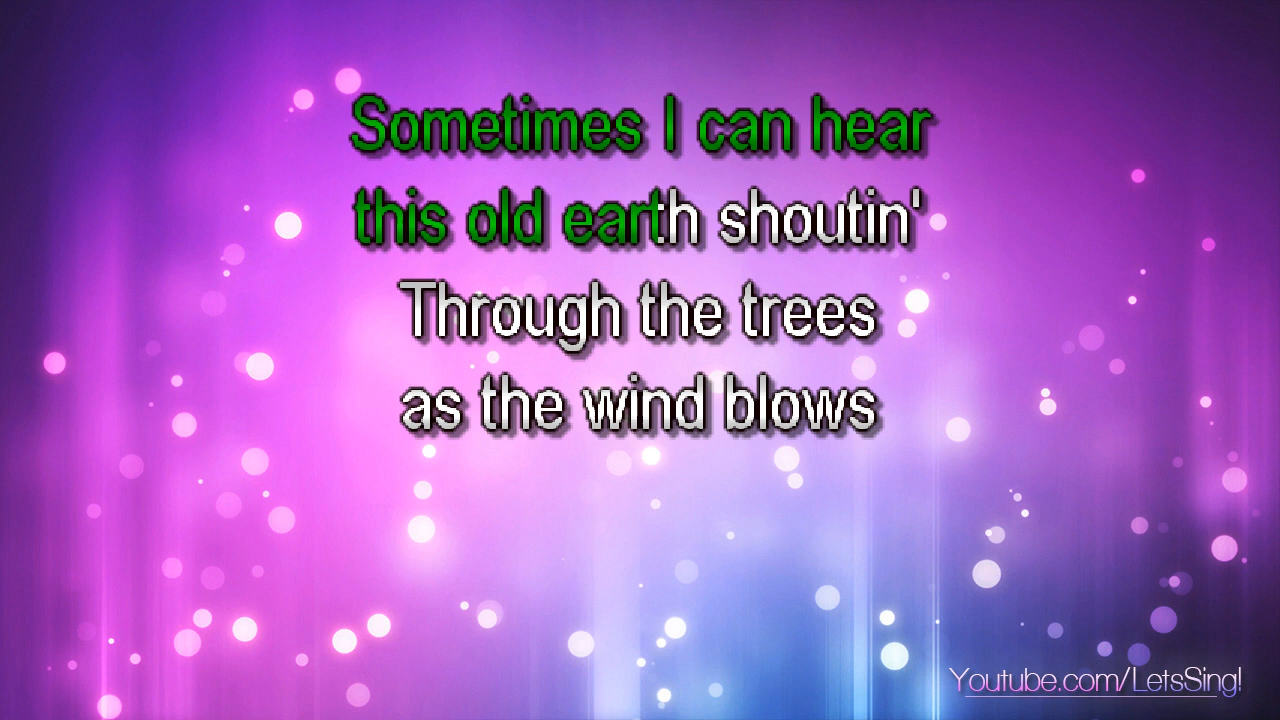 Sometimes I can hear
this old earth shoutin'
Through the trees
as the wind blows
Youtube.com/LetsSing!